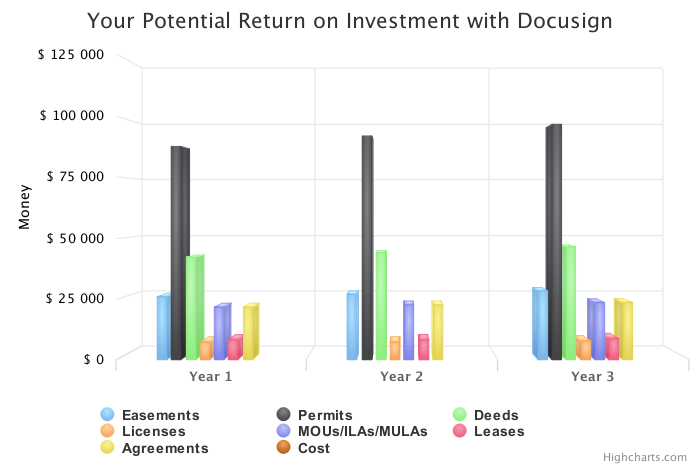 Your Potential Return on Investment with Docusign
$ 125 000
$ 100 000
$ 75 000
$ 50 000
$ 25 000
$ 0
Money
Year 1 Year 2 Year 3
Easements Permits Deeds
Licenses MOUs/ILAs/MULAs Leases
Agreements Cost
Highcharts.com